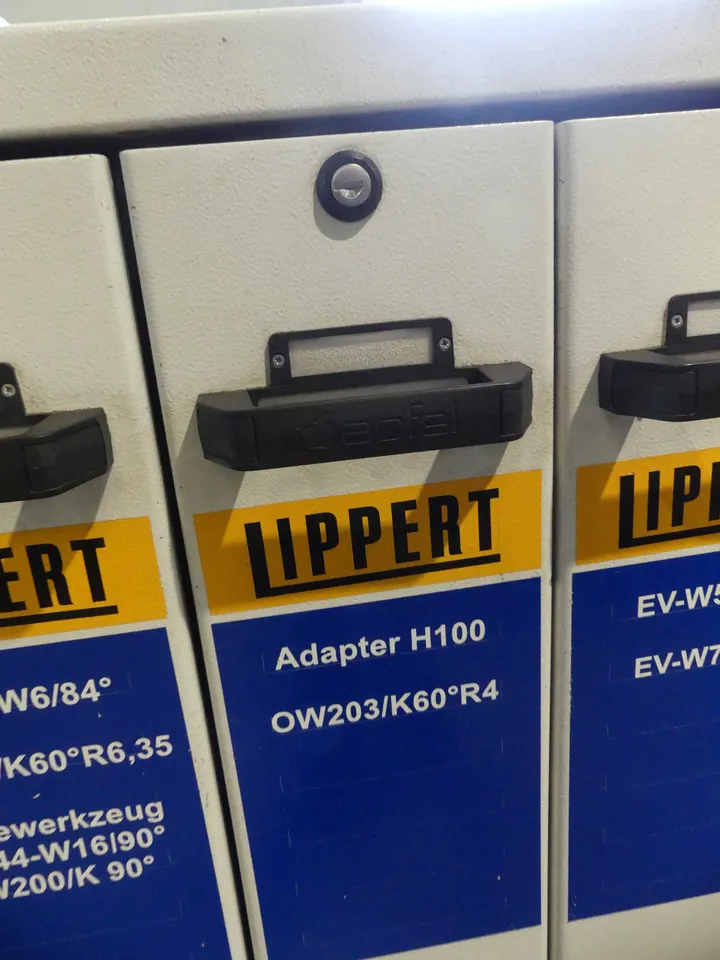 apfel
LIPPERT
Adapter H100
OW203/K60°R4
ERT
W6/84°
/K60°R6,35
ewerkzeug
44-W16/90°
W200/K 90°
LIPE
EV-W5
EV-W7